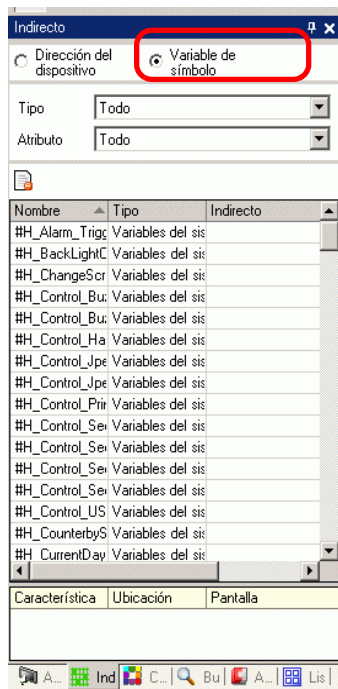 Indirecto
Dirección del dispositivo
Variable de símbolo
Tipo Todo
Atributo Todo
Nombre Tipo Indirecto
#H_Alarm_Trigg Variables del sis
#H_BackLightC Variables del sis
#H_ChangeScr Variables del sis
#H_Control_Bu: Variables del sis
#H_Control_Bu: Variables del sis
#H_Control_Ha Variables del sis
#H_Control_Jpe Variables del sis
#H_Control_Jpe Variables del sis
#H_Control_Prir Variables del sis
#H_Control_Se Variables del sis
#H_Control_Se Variables del sis
#H_Control_Se Variables del sis
#H_Control_Se Variables del sis
#H_Control_US Variables del sis
#H_CounterbyS Variables del sis
#H_CurrentDay Variables del sis
Característica Ubicación Pantalla
A... Ind C... Bu A... Lis